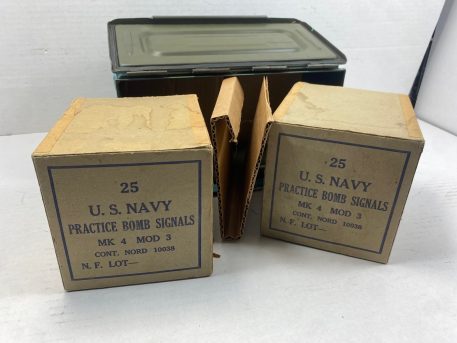 25
U. S. NAVY
PRACTICE BOMB SIGNALS
MK 4 MOD 3
CONT. NORD 10038
N. F. LOT—
25
U. S. NAVY
PRACTICE BOMB SIGNALS
MK 4 MOD 3
CONT. NORD 10038
N. F. LOT—